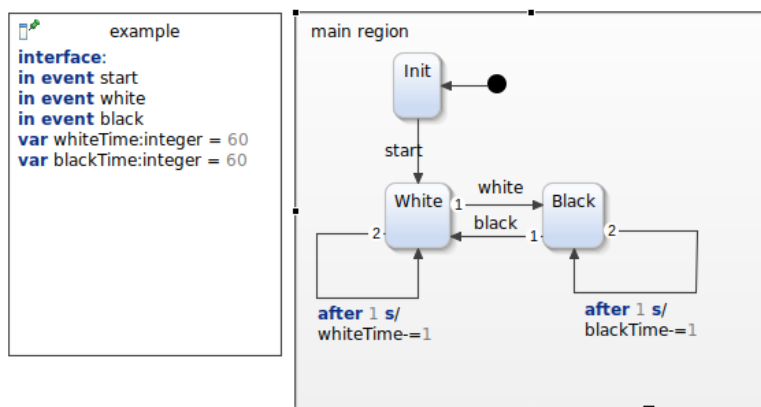 example
interface:
in event start
in event white
in event black
var whiteTime:integer = 60
var blackTime:integer = 60
main region
Init
start
White
1
white
Black
black
1
2
2
after 1 s/
whiteTime-=1
after 1 s/
blackTime-=1